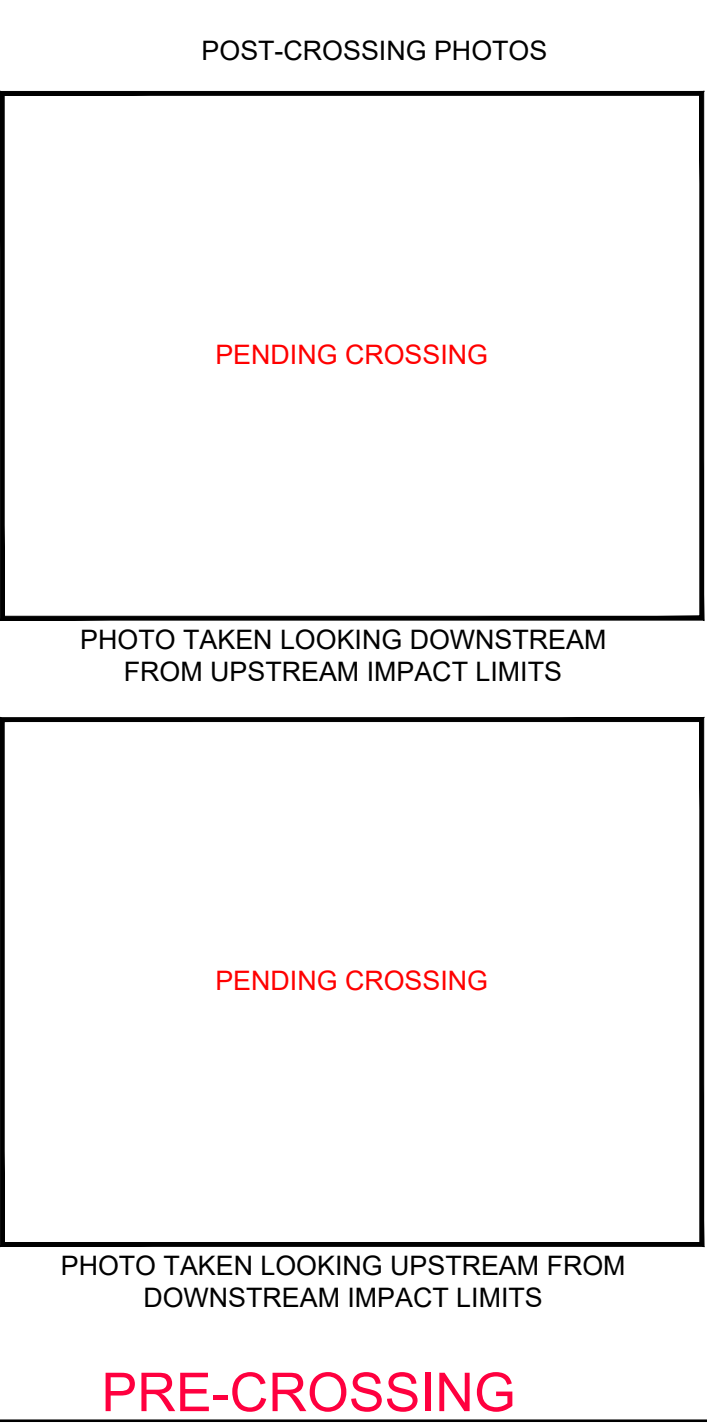 POST-CROSSING PHOTOS
PENDING CROSSING
PHOTO TAKEN LOOKING DOWNSTREAM
FROM UPSTREAM IMPACT LIMITS
PENDING CROSSING
PHOTO TAKEN LOOKING UPSTREAM FROM
DOWNSTREAM IMPACT LIMITS
PRE-CROSSING